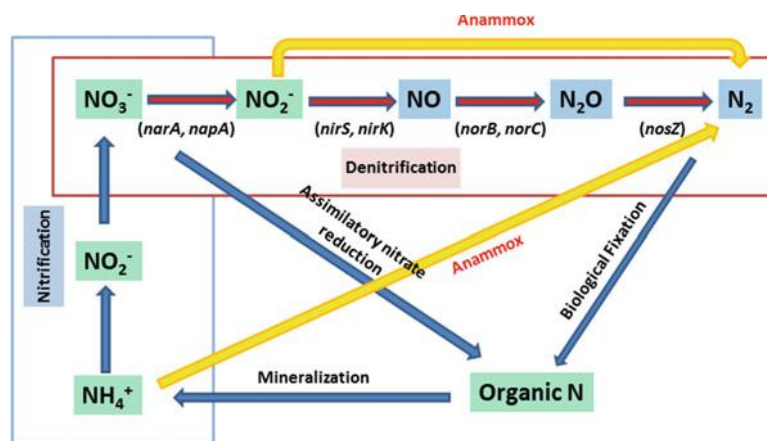 Anammox
NO₃⁻
NO₂⁻
NO
N₂O
N₂
(narA, napA)
(nirS, nirK)
(norB, norC)
(nosZ)
Denitrification
Assimilatory nitrate
reduction
Anammox
Biological Fixation
Nitrification
NO₂⁻
NH₄⁺
Mineralization
Organic N